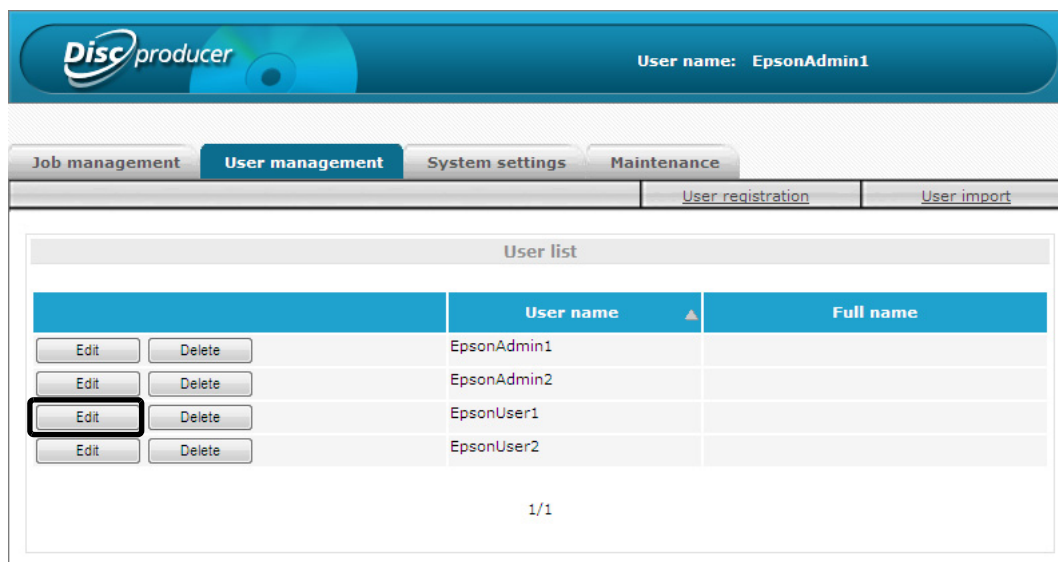 Disc producer
User name: EpsonAdmin1
Job management User management System settings Maintenance
User registration User import
User list
User name Full name
Edit Delete EpsonAdmin1
Edit Delete EpsonAdmin2
Edit Delete EpsonUser1
Edit Delete EpsonUser2
1/1